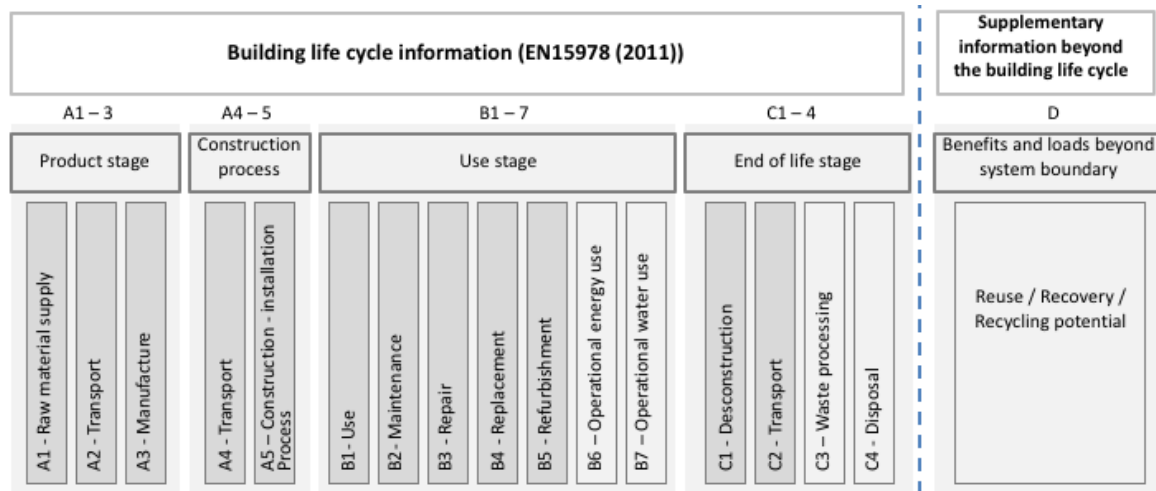 Building life cycle information (EN15978 (2011))
Supplementary
information beyond
the building life cycle
A1 – 3
A4 – 5
B1 – 7
C1 – 4
D
Product stage
Construction
process
Use stage
End of life stage
Benefits and loads beyond
system boundary
A1 - Raw material supply
A2 - Transport
A3 - Manufacture
A4 - Transport
A5 – Construction - installation
Process
B1- Use
B2 - Maintenance
B3 - Repair
B4 - Replacement
B5 - Refurbishment
B6 – Operational energy use
B7 – Operational water use
C1 - Desconstruction
C2 - Transport
C3 – Waste processing
C4 - Disposal
Reuse / Recovery /
Recycling potential